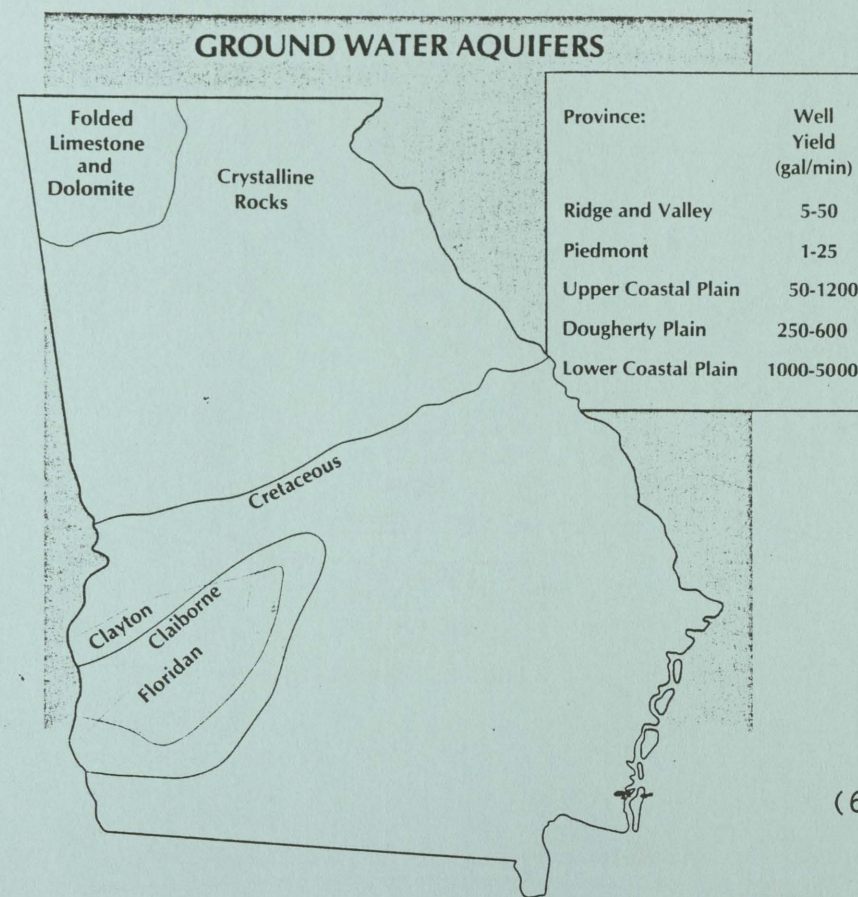 GROUND WATER AQUIFERS
Folded
Limestone
and
Dolomite
Crystalline
Rocks
Province: Well
Yield
(gal/min)
Ridge and Valley 5-50
Piedmont 1-25
Upper Coastal Plain 50-1200
Dougherty Plain 250-600
Lower Coastal Plain 1000-5000
Cretaceous
Clayton
Claiborne
Floridan
(6